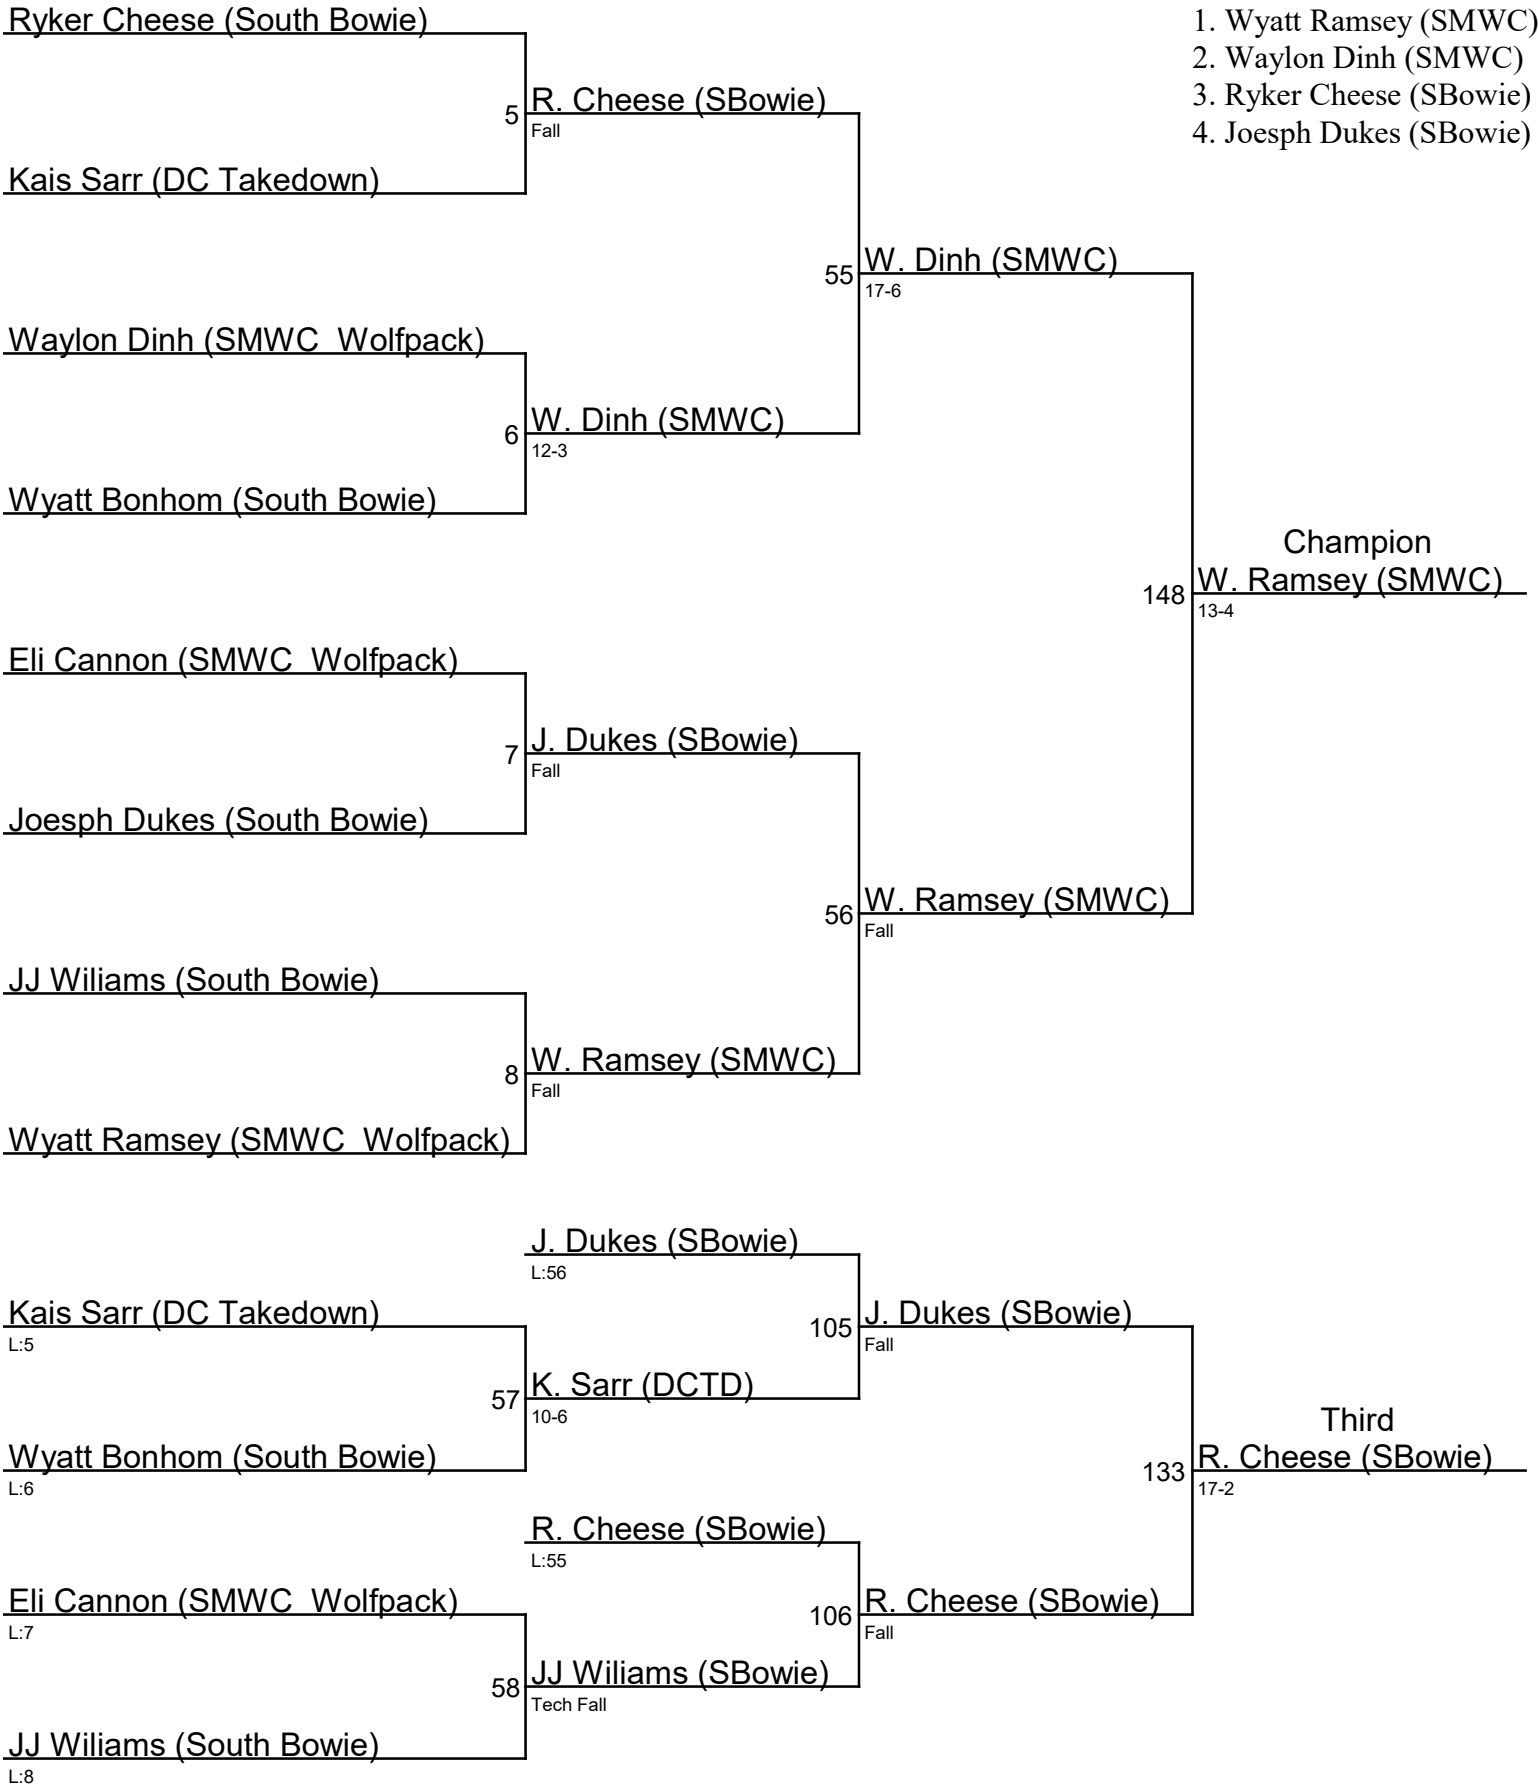 Ryker Cheese (South Bowie)
1. Wyatt Ramsey (SMWC)
2. Waylon Dinh (SMWC)
3. Ryker Cheese (SBowie)
4. Joesph Dukes (SBowie)
5
R. Cheese (SBowie)
Fall
Kais Sarr (DC Takedown)
55
W. Dinh (SMWC)
17-6
Waylon Dinh (SMWC  Wolfpack)
6
W. Dinh (SMWC)
12-3
Wyatt Bonhom (South Bowie)
Champion
148
W. Ramsey (SMWC)
13-4
Eli Cannon (SMWC  Wolfpack)
7
J. Dukes (SBowie)
Fall
Joesph Dukes (South Bowie)
56
W. Ramsey (SMWC)
Fall
JJ Wiliams (South Bowie)
8
W. Ramsey (SMWC)
Fall
Wyatt Ramsey (SMWC  Wolfpack)
J. Dukes (SBowie)
L:56
Kais Sarr (DC Takedown)
L:5
105
J. Dukes (SBowie)
Fall
57
K. Sarr (DCTD)
10-6
Wyatt Bonhom (South Bowie)
L:6
Third
133
R. Cheese (SBowie)
17-2
R. Cheese (SBowie)
L:55
Eli Cannon (SMWC  Wolfpack)
L:7
106
R. Cheese (SBowie)
Fall
58
JJ Wiliams (SBowie)
Tech Fall
JJ Wiliams (South Bowie)
L:8